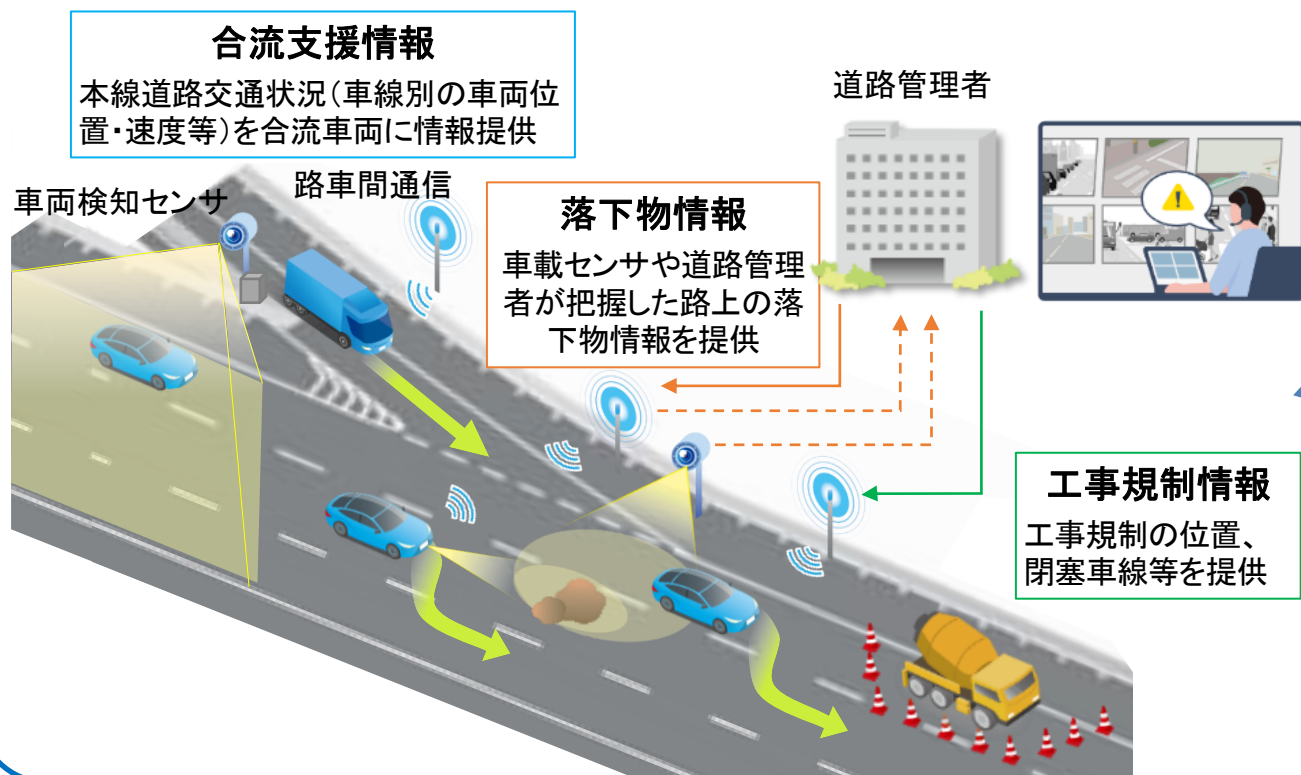 合流支援情報
本線道路交通状況（車線別の車両位
置・速度等）を合流車両に情報提供
道路管理者
車両検知センサ
路車間通信
落下物情報
車載センサや道路管理
者が把握した路上の落
下物情報を提供
工事規制情報
工事規制の位置、
閉塞車線等を提供